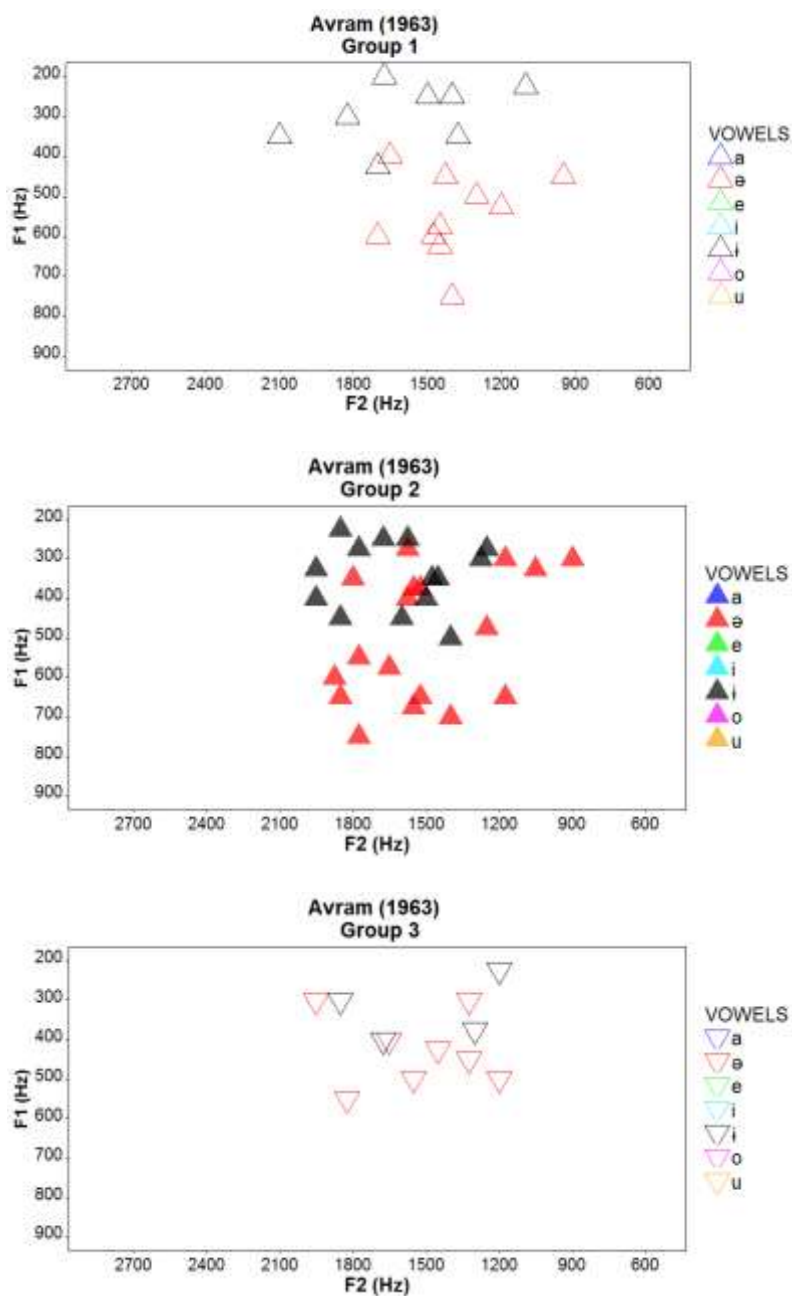 Avram (1963)
Group 1
200
300
400
500
600
700
800
900
F1 (Hz)
2700 2400 2100 1800 1500 1200 900 600
F2 (Hz)
VOWELS
a
ə
e
i
ɨ
o
u
Avram (1963)
Group 2
200
300
400
500
600
700
800
900
F1 (Hz)
2700 2400 2100 1800 1500 1200 900 600
F2 (Hz)
VOWELS
a
ə
e
i
ɨ
o
u
Avram (1963)
Group 3
200
300
400
500
600
700
800
900
F1 (Hz)
2700 2400 2100 1800 1500 1200 900 600
F2 (Hz)
VOWELS
a
ə
e
i
ɨ
o
u